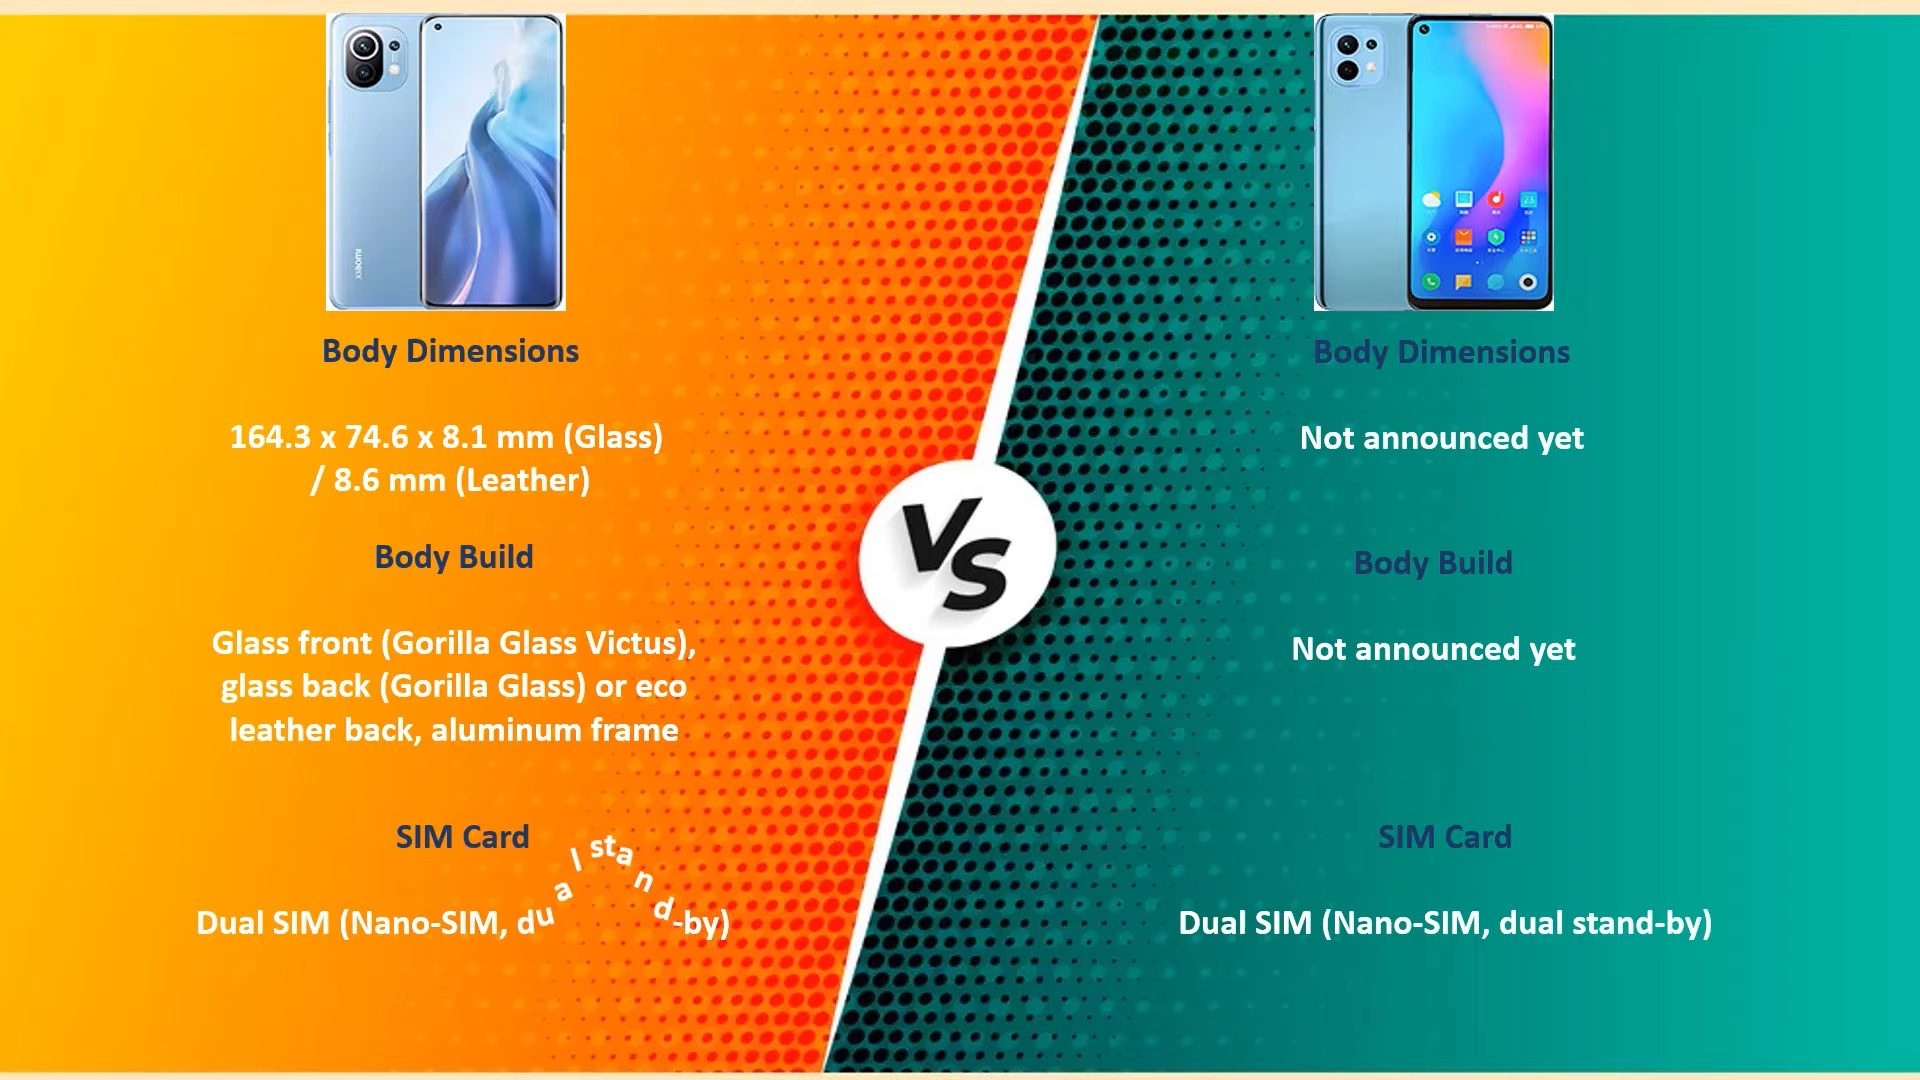 XIAOMI
Body Dimensions
164.3 x 74.6 x 8.1 mm (Glass)
/ 8.6 mm (Leather)
Body Build
Glass front (Gorilla Glass Victus),
glass back (Gorilla Glass) or eco
leather back, aluminum frame
SIM Card
Dual SIM (Nano-SIM, dual stand-by)
VS
Body Dimensions
Not announced yet
Body Build
Not announced yet
SIM Card
Dual SIM (Nano-SIM, dual stand-by)